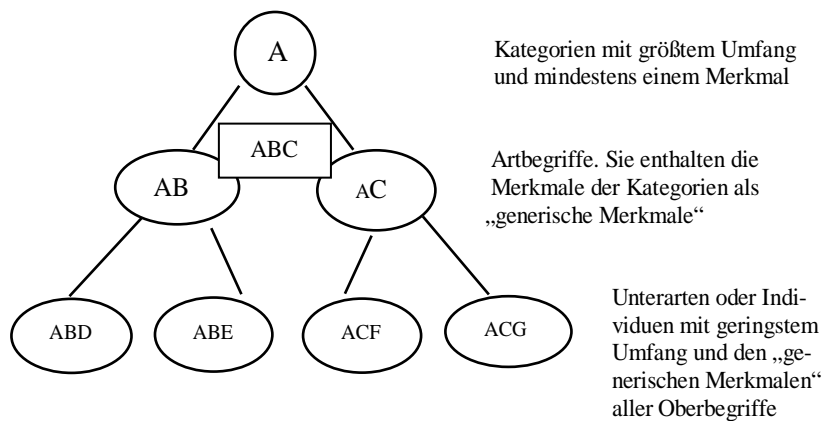 A
Kategorien mit größtem Umfang
und mindestens einem Merkmal
ABC
AB
AC
Artbegriffe. Sie enthalten die
Merkmale der Kategorien als
„generische Merkmale“
ABD
ABE
ACF
ACG
Unterarten oder Indi-
viduen mit geringstem
Umfang und den „ge-
nerischen Merkmalen“
aller Oberbegriffe